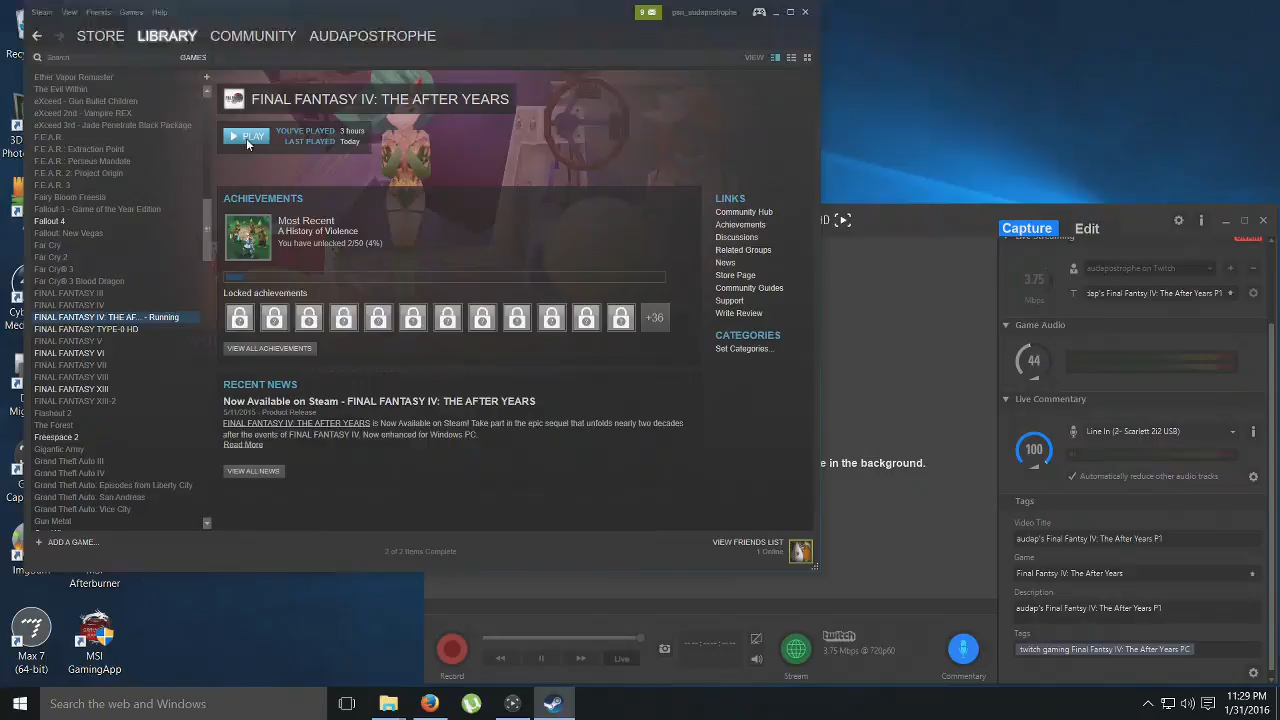 Steam View Friends Games Help
9
psn_audapostrophe
STORE LIBRARY COMMUNITY AUDAPOSTROPHE
Search
GAMES
VIEW
Ether Vapor Remaster
The Evil Within
eXceed - Gun Bullet Children
eXceed 2nd - Vampire REX
eXceed 3rd - Jade Penetrate Black Package
F.E.A.R.
F.E.A.R.: Extraction Point
F.E.A.R.: Perseus Mandate
F.E.A.R. 2: Project Origin
F.E.A.R. 3
Fairy Bloom Freesia
Fallout 3 - Game of the Year Edition
Fallout 4
Fallout: New Vegas
Far Cry
Far Cry 2
Far Cry® 3
Far Cry® 3 Blood Dragon
FINAL FANTASY III
FINAL FANTASY IV
FINAL FANTASY IV: THE AF... - Running
FINAL FANTASY TYPE-0 HD
FINAL FANTASY V
FINAL FANTASY VI
FINAL FANTASY VII
FINAL FANTASY XIII
FINAL FANTASY XIII-2
Flashout 2
The Forest
Freespace 2
Gigantic Army
Grand Theft Auto III
Grand Theft Auto IV
Grand Theft Auto: Episodes from Liberty City
Grand Theft Auto: San Andreas
Grand Theft Auto: Vice City
Gun Metal
+ ADD A GAME...
FINAL FANTASY IV: THE AFTER YEARS
PLAY
YOU'VE PLAYED 3 hours
LAST PLAYED Today
ACHIEVEMENTS
Most Recent
A History of Violence
You have unlocked 2/50 (4%)
Locked achievements
+36
VIEW ALL ACHIEVEMENTS
RECENT NEWS
Now Available on Steam - FINAL FANTASY IV: THE AFTER YEARS
5/11/2015 - Product Release
FINAL FANTASY IV: THE AFTER YEARS is Now Available on Steam! Take part in the epic sequel that unfolds nearly two decades
after the events of FINAL FANTASY IV. Now enhanced for Windows PC.
Read More
VIEW ALL NEWS
LINKS
Community Hub
Achievements
Discussions
Related Groups
News
Store Page
Community Guides
Support
Write Review
CATEGORIES
Set Categories...
2 of 2 Items Complete
VIEW FRIENDS LIST
1 Online
e in the background.
Capture Edit
Live Streaming
3.75
Mbps
audapostrophe on Twitch
T
dap's Final Fantsy IV: The After Years P1
Game Audio
44
Live Commentary
100
Line In (2- Scarlett 2i2 USB)
Automatically reduce other audio tracks
Tags
Video Title
audap's Final Fantsy IV: The After Years P1
Game
Final Fantsy IV: The After Years
Description
audap's Final Fantsy IV: The After Years P1
Tags
twitch gaming Final Fantsy IV: The After Years PC
Record
Live
Stream
twitch
3.75 Mbps @ 720p60
Commentary
Afterburner
Max 7
(64-bit)
MSI
GamingApp
Search the web and Windows
11:29 PM
1/31/2016